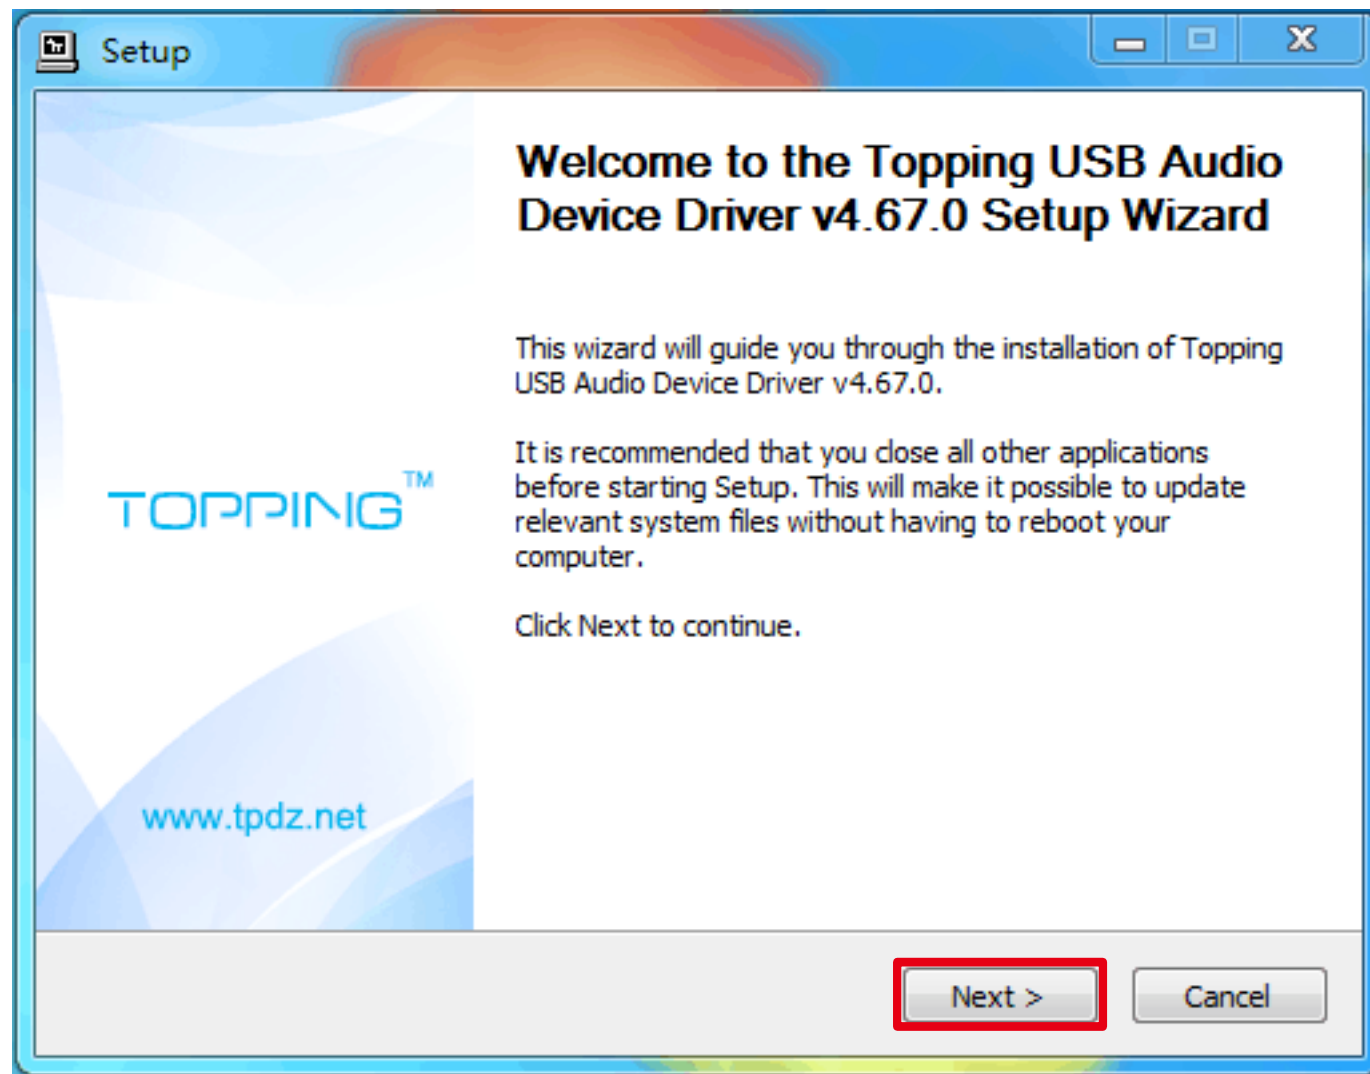 Setup
Welcome to the Topping USB Audio
Device Driver v4.67.0 Setup Wizard
This wizard will guide you through the installation of Topping
USB Audio Device Driver v4.67.0.
It is recommended that you close all other applications
before starting Setup. This will make it possible to update
relevant system files without having to reboot your
computer.
Click Next to continue.
TOPPING™
www.tpdz.net
Next >
Cancel